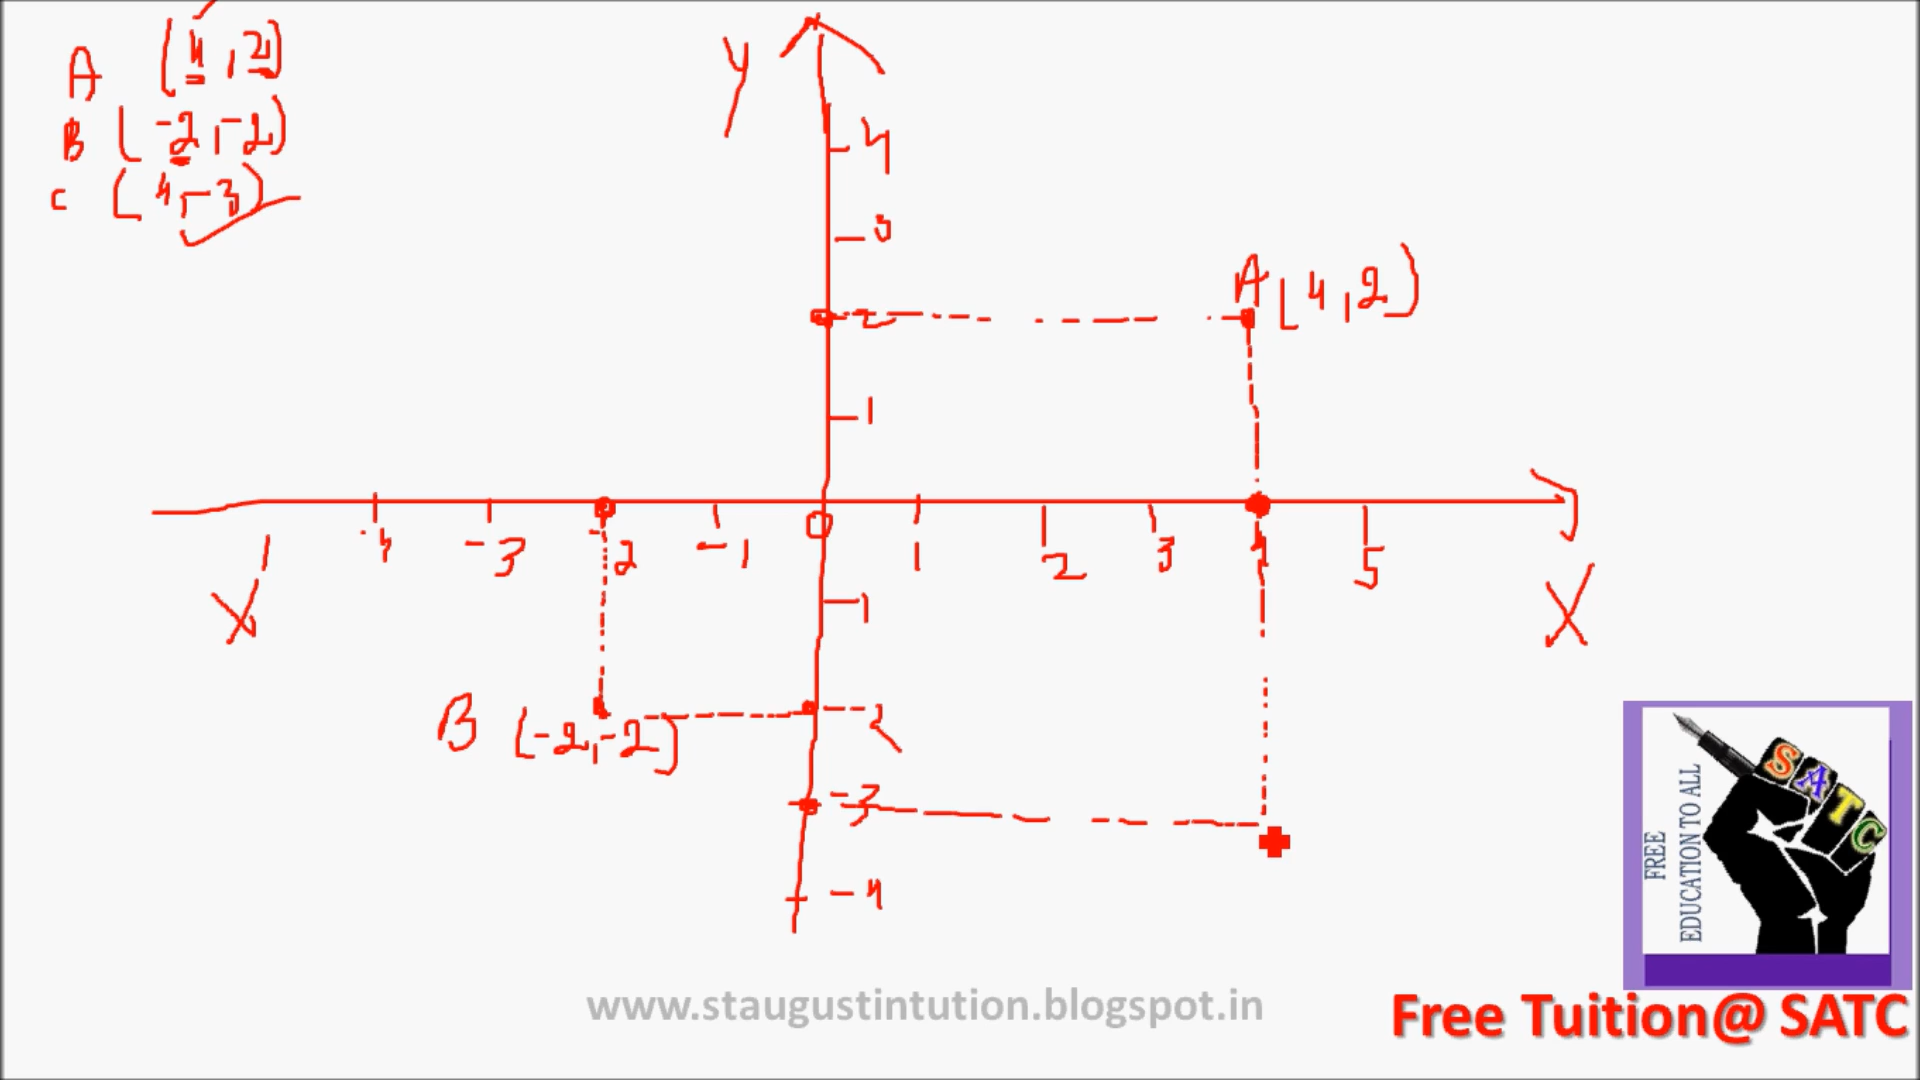 A (4, 2)
B (-2, -2)
C (4, -3)
Y
4
3
2
1
A (4, 2)
-4 -3 -2 -1 0 1 2 3 4 5
X' X
-1
B (-2, -2)
-2
-3
-4
FREE
EDUCATION TO ALL
SATC
www.staugustintution.blogspot.in
Free Tuition@ SATC